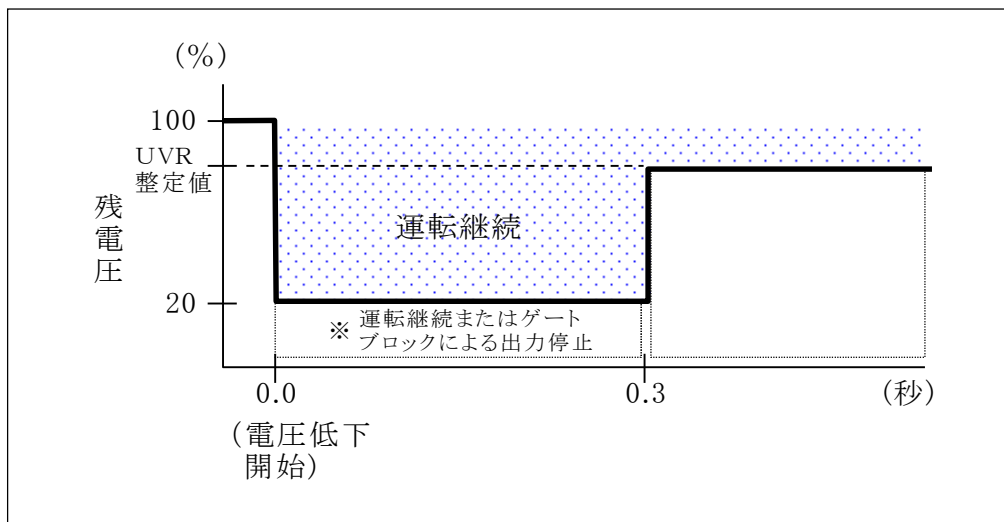 (%)
100
UVR
整定値
残電圧
運転継続
20
※ 運転継続またはゲート
ブロックによる出力停止
0.0
0.3
(秒)
(電圧低下
開始)